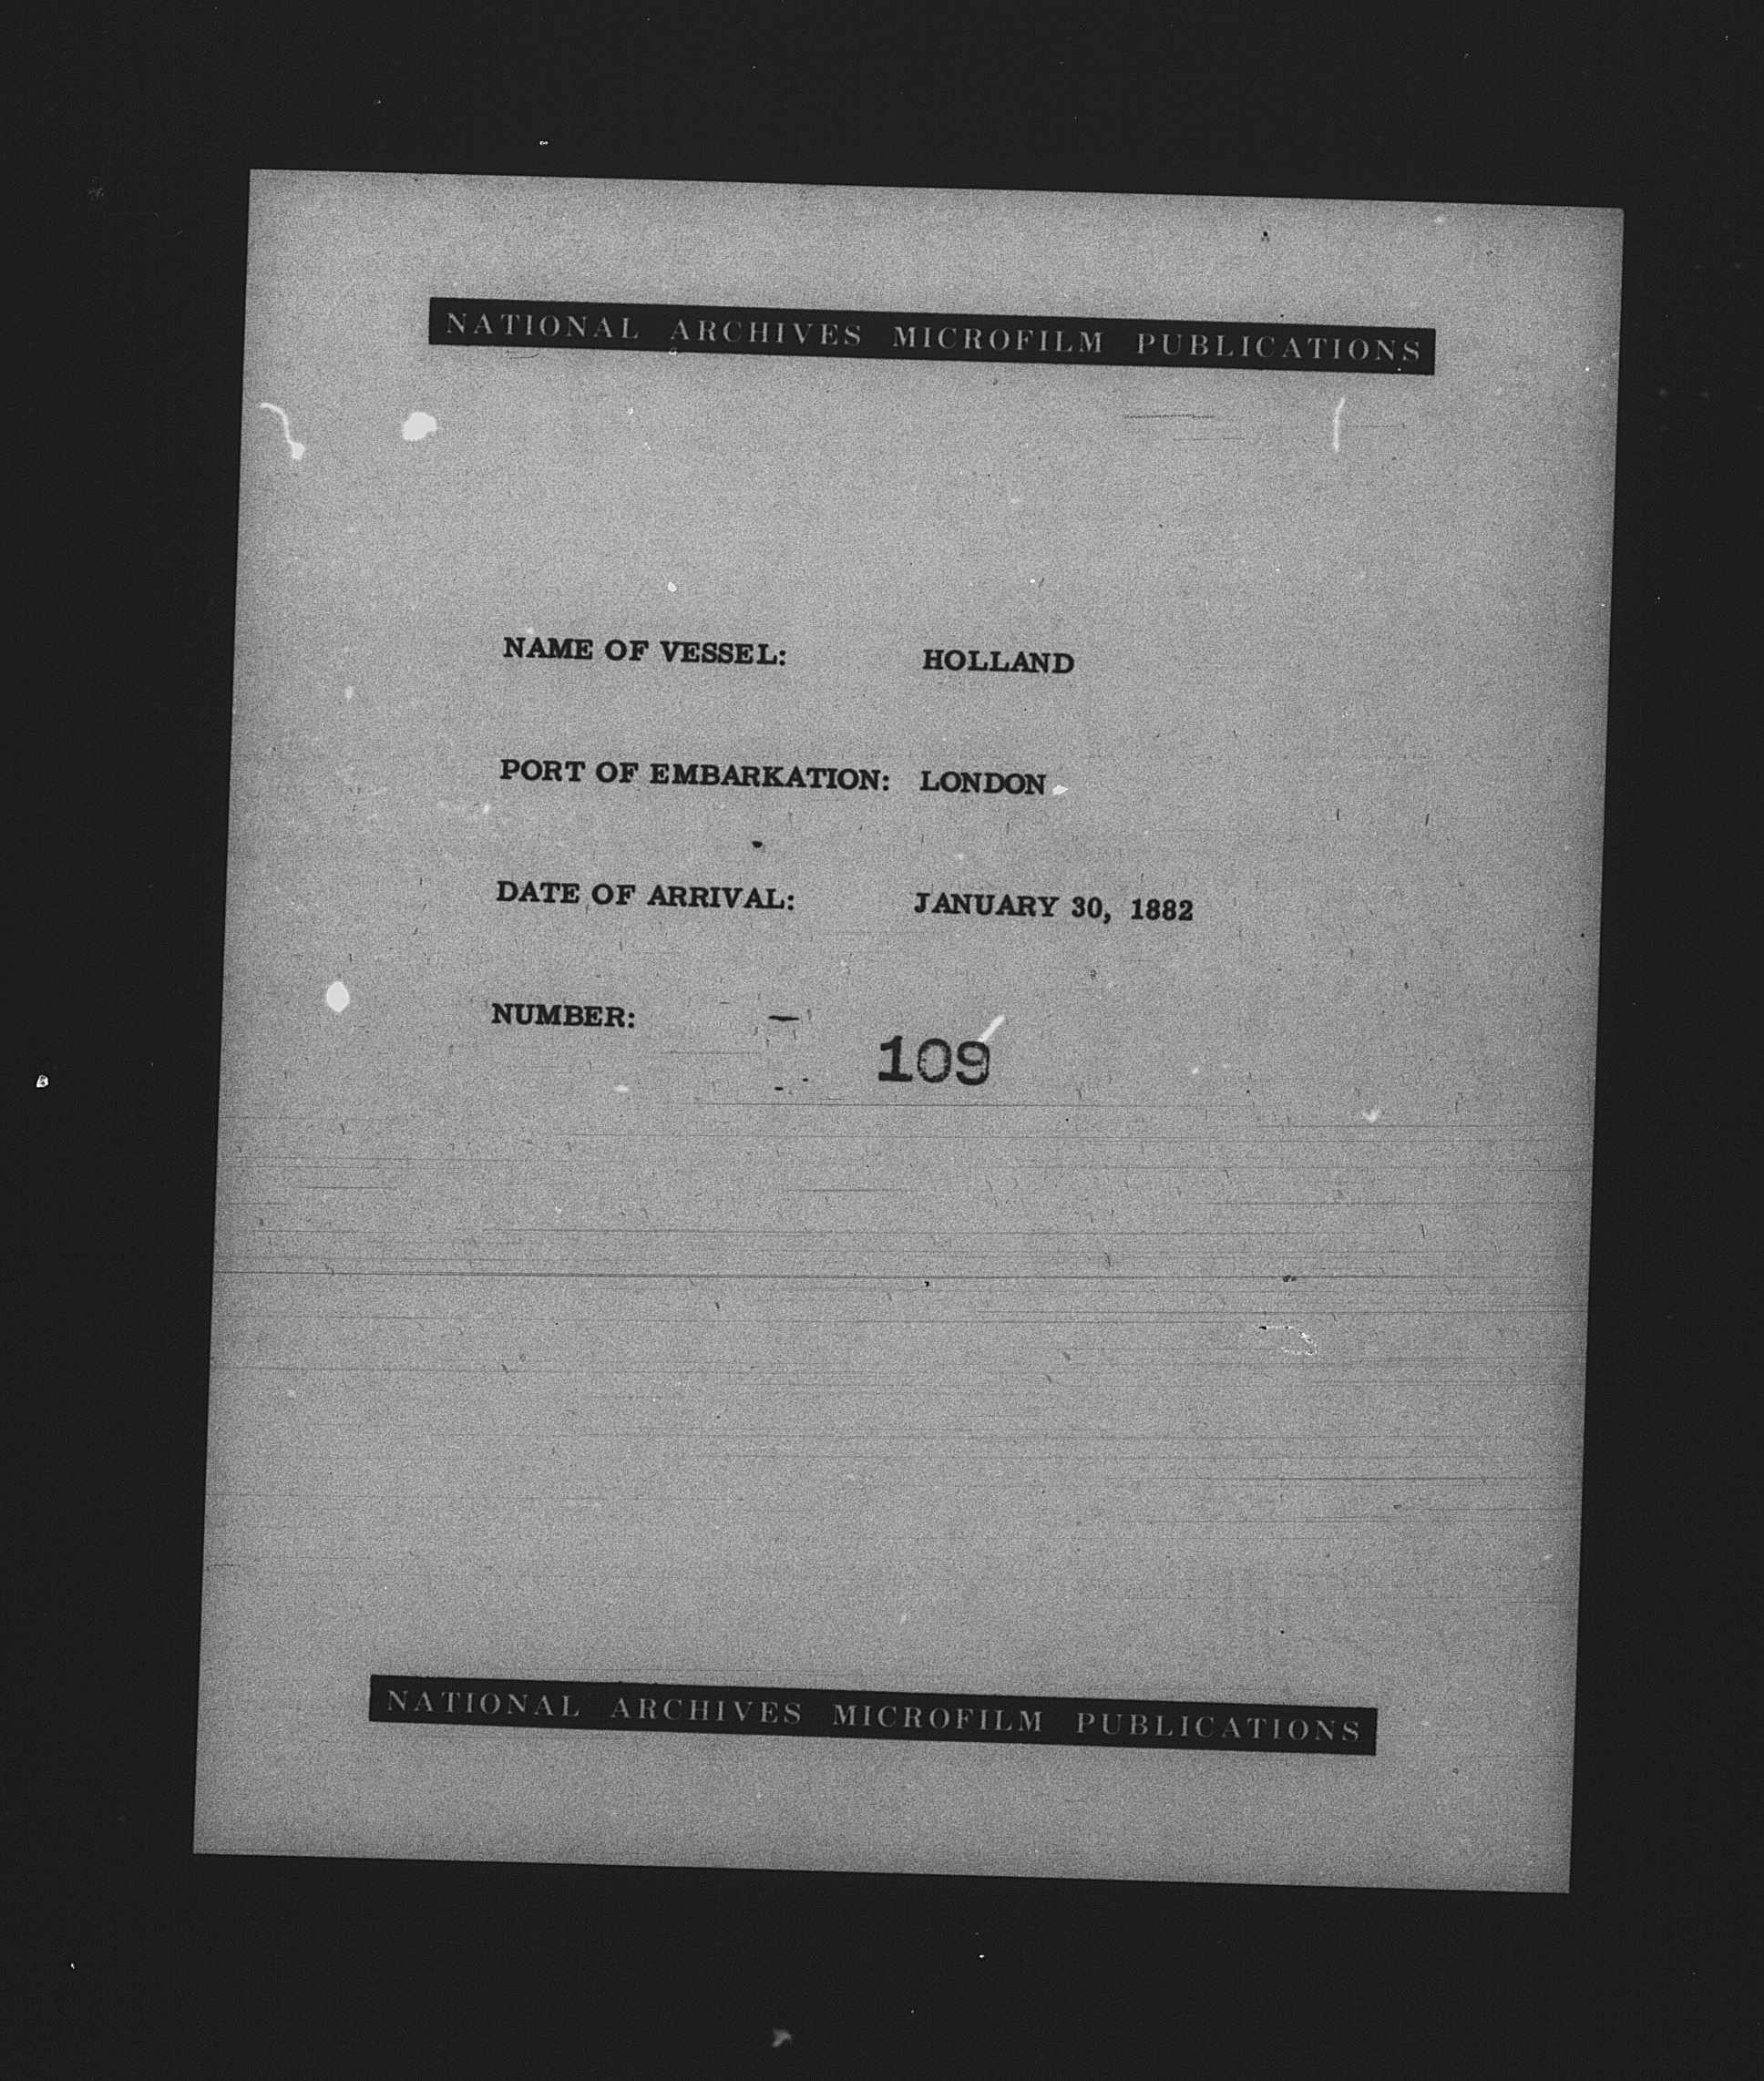 NATIONAL ARCHIVES MICROFILM PUBLICATIONS
NAME OF VESSEL: HOLLAND
PORT OF EMBARKATION: LONDON
DATE OF ARRIVAL: JANUARY 30, 1882
NUMBER: 109
NATIONAL ARCHIVES MICROFILM PUBLICATIONS